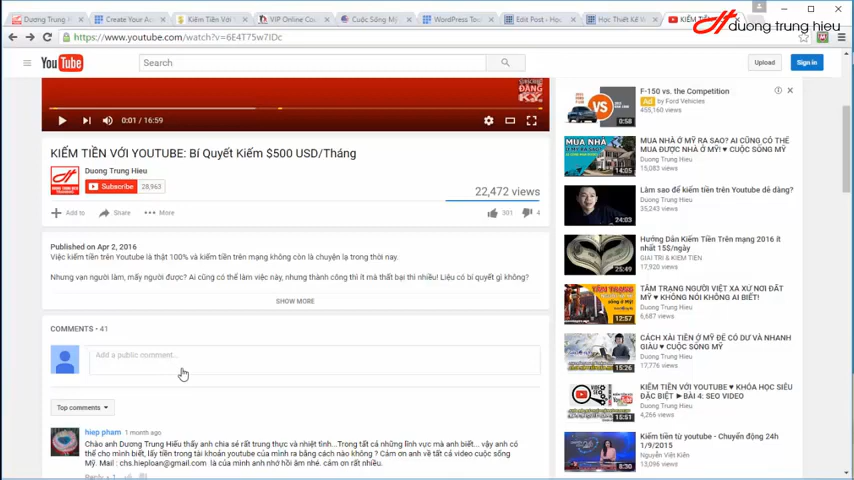 Dương Trung Hi
Create Your A
Kiếm Tiền Với
VIP Online Co
Cuộc Sống M
WordPress Tou
Edit Post - Ho
Học Thiết Kế V
KIẾM TIỀN
duong trung hieu
https://www.youtube.com/watch?v=6E4T75w7IDc
YouTube
Search
Upload
Sign in
ĐĂNG
KÝ
0:01 / 16:59
KIẾM TIỀN VỚI YOUTUBE: Bí Quyết Kiếm $500 USD/Tháng
Duong Trung Hieu
Subscribe
28,963
22,472 views
Add to
Share
More
301
4
Published on Apr 2, 2016
Việc kiếm tiền trên Youtube là thật 100% và kiếm tiền trên mạng không còn là chuyện lạ trong thời nay.
Nhưng vạn người làm, mấy người được? Ai cũng có thể làm việc này, nhưng thành công thì ít mà thất bại thì nhiều! Liệu có bí quyết gì không?
SHOW MORE
COMMENTS • 41
Add a public comment...
Top comments
hiep pham 1 month ago
Chào anh Dương Trung Hiếu thấy anh chia sẻ rất trung thực và nhiệt tình...Trong tất cả những lĩnh vực mà anh biết... vậy anh có
thể cho mình biết, lấy tiền trong tài khoản youtube của mình ra bằng cách nào không ? Cám ơn anh về tất cả video cuộc sống
Mỹ. Mail : chs.hieploan@gmail.com là của mình anh nhớ hồi âm nhé. cám ơn rất nhiều.
Reply • 1
F-150 vs. the Competition
Ad by Ford Vehicles
455,160 views
VS
0:58
MUA NHÀ Ở MỸ RA SAO? AI CŨNG CÓ THỂ
MUA ĐƯỢC NHÀ Ở MỸ! ♥ CUỘC SỐNG MỸ
Duong Trung Hieu
MUA NHÀ
14:05
Làm sao để kiếm tiền trên Youtube dễ dàng?
35,243 views
24:03
Hướng Dẫn Kiếm Tiền Trên mạng 2016 ít
nhất 15$/ngày
GIAI TRI & KIEM TIEN
17,920 views
25:49
TÂM TRẠNG NGƯỜI VIỆT XA XỨ NƠI ĐẤT
MỸ ♥ KHÔNG NÓI KHÔNG AI BIẾT!
6,687 views
12:57
CÁCH XÀI TIỀN Ở MỸ ĐỂ CÓ DƯ VÀ NHANH
GIÀU ♥ CUỘC SỐNG MỸ
Duong Trung Hieu
17,776 views
15:26
KIẾM TIỀN VỚI YOUTUBE ♥ KHÓA HỌC SIÊU
ĐẶC BIỆT ►BÀI 4: SEO VIDEO
Duong Trung Hieu
4,266 views
15:51
Kiếm tiền từ youtube - Chuyển động 24h
1/9/2015
Nguyễn Việt Kiên
13,096 views
8:30